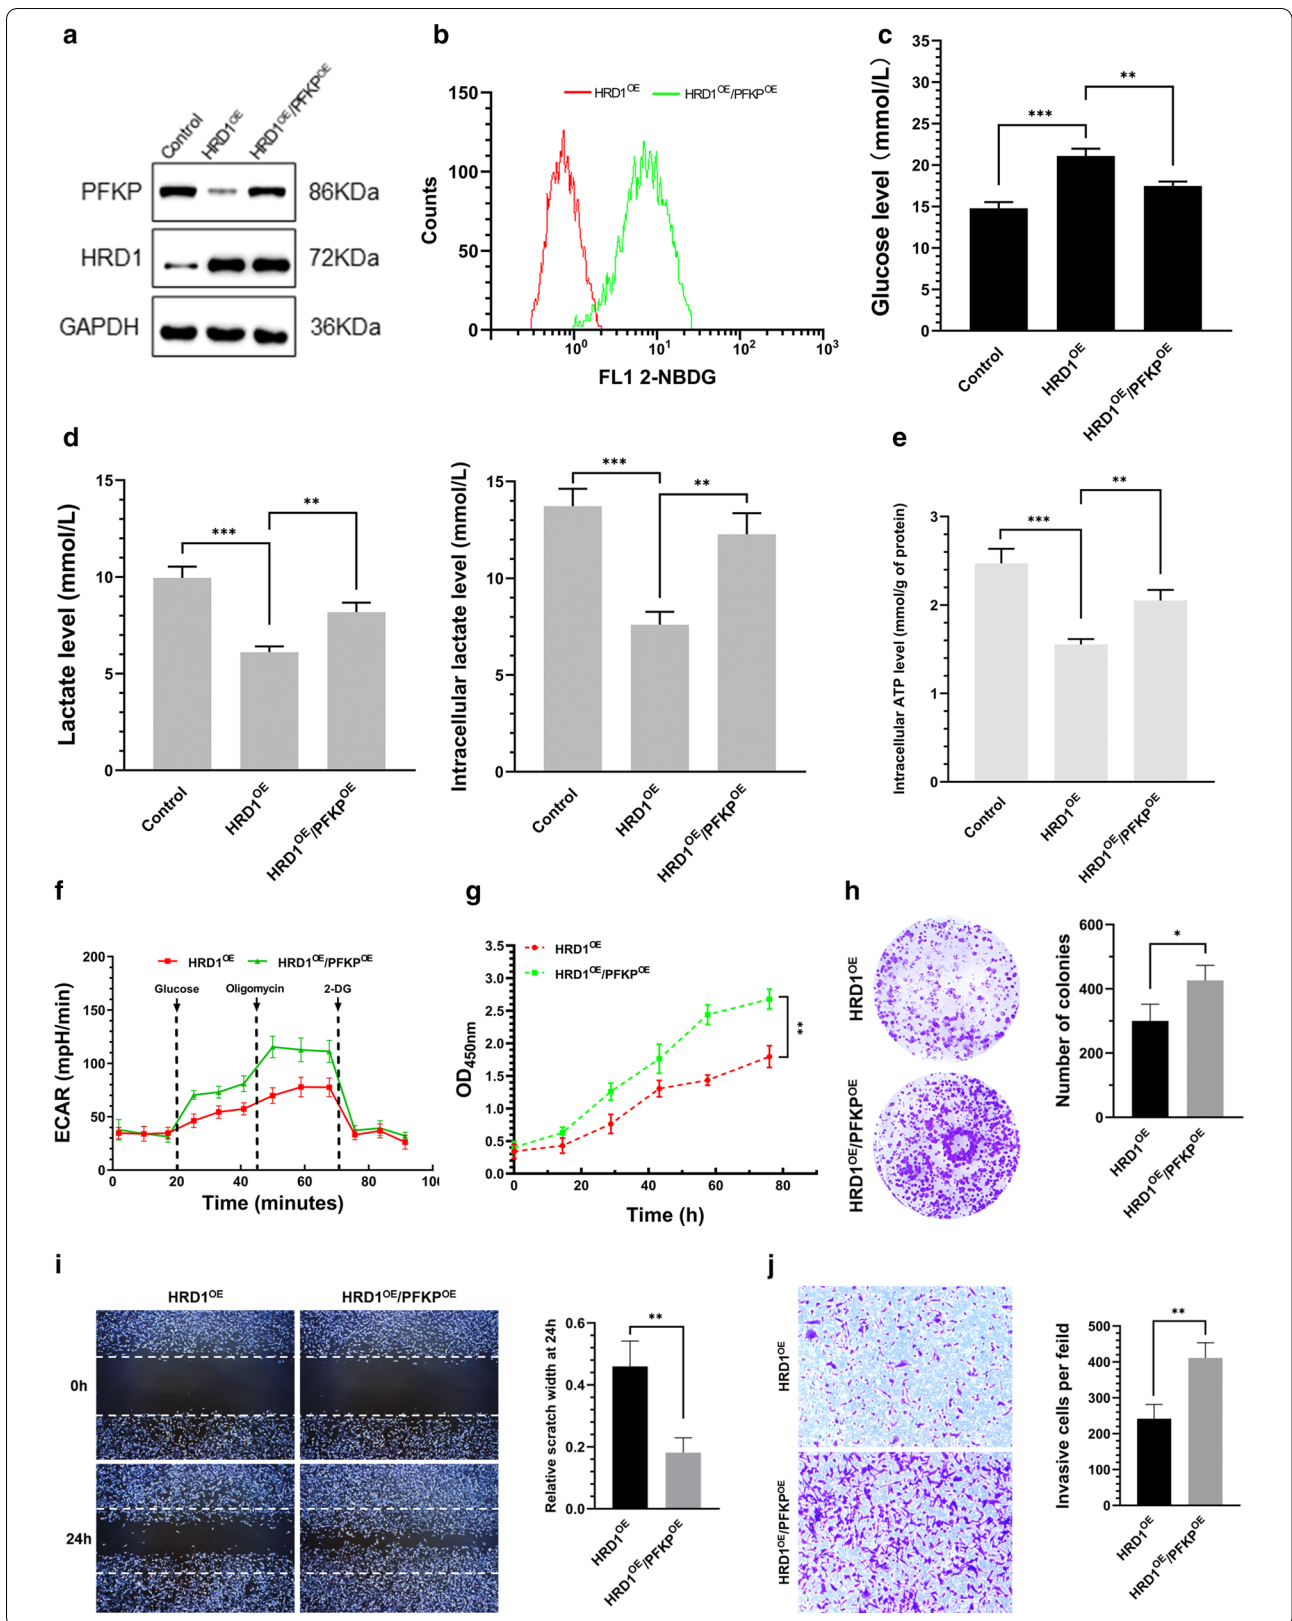 a
Control
HRD1OE
HRD1OE/PFKPOE
PFKP
86KDa
HRD1
72KDa
GAPDH
36KDa
b
HRD1OE
HRD1OE/PFKPOE
150
100
50
0
Counts
10^0
10^1
10^2
10^3
FL1 2-NBDG
c
Glucose level (mmol/L)
35
30
25
20
15
10
5
0
***
**
Control
HRD1OE
HRD1OE/PFKPOE
d
Lactate level (mmol/L)
15
10
5
0
***
**
Control
HRD1OE
HRD1OE/PFKPOE
Intracellular lactate level (mmol/L)
15
10
5
0
***
**
Control
HRD1OE
HRD1OE/PFKPOE
e
Intracellular ATP level (mmol/g of protein)
3
2
1
0
***
**
Control
HRD1OE
HRD1OE/PFKPOE
f
ECAR (mpH/min)
200
150
100
50
0
HRD1OE
HRD1OE/PFKPOE
Glucose
Oligomycin
2-DG
0
20
40
60
80
10
Time (minutes)
g
OD450nm
3.5
3.0
2.5
2.0
1.5
1.0
0.5
0.0
HRD1OE
HRD1OE/PFKPOE
**
0
20
40
60
80
Time (h)
h
HRD1OE
HRD1OE/PFKPOE
Number of colonies
600
400
200
0
*
HRD1OE
HRD1OE/PFKPOE
i
HRD1OE
HRD1OE/PFKPOE
0h
24h
Relative scratch width at 24h
0.6
0.4
0.2
0.0
**
HRD1OE
HRD1OE/PFKPOE
j
HRD1OE
HRD1OE/PFKPOE
Invasive cells per feild
500
400
300
200
100
0
**
HRD1OE
HRD1OE/PFKPOE